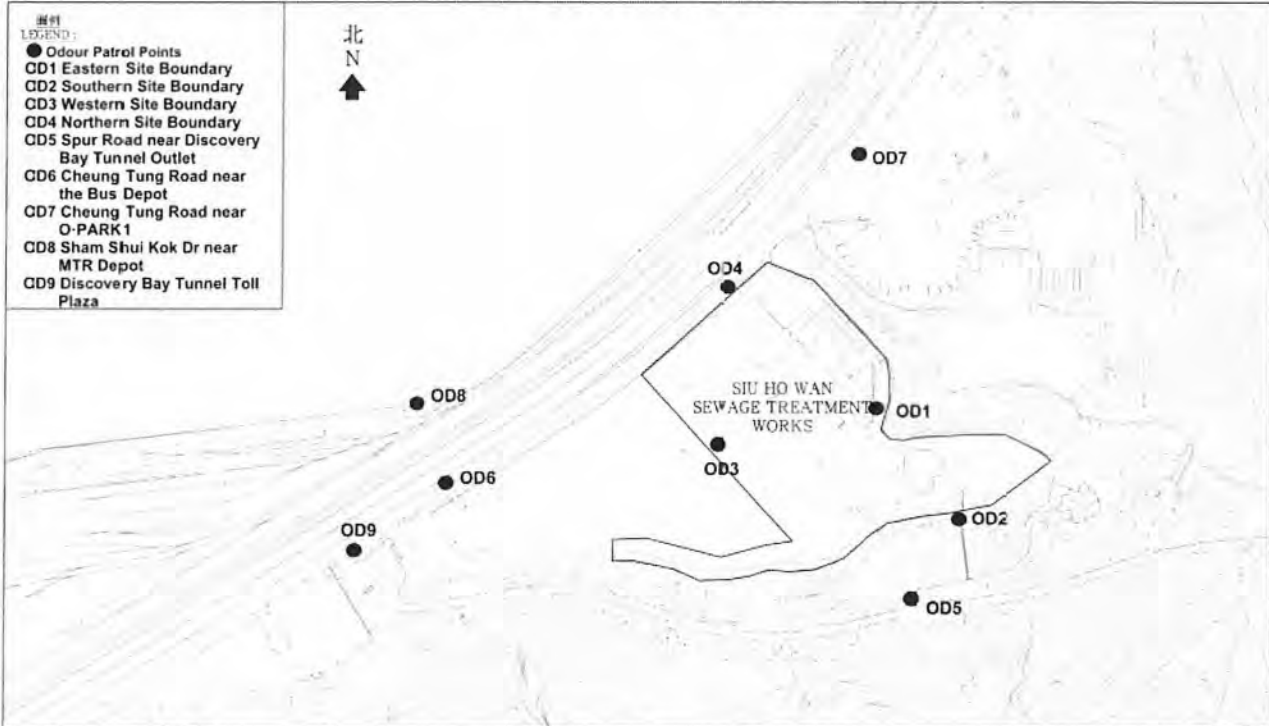 圖例
LEGEND:
Odour Patrol Points
OD1 Eastern Site Boundary
OD2 Southern Site Boundary
OD3 Western Site Boundary
OD4 Northern Site Boundary
OD5 Spur Road near Discovery
Bay Tunnel Outlet
OD6 Cheung Tung Road near
the Bus Depot
OD7 Cheung Tung Road near
O·PARK1
OD8 Sham Shui Kok Dr near
MTR Depot
OD9 Discovery Bay Tunnel Toll
Plaza
北
N
OD7
OD4
OD8
SIU HO WAN
SEWAGE TREATMENT
WORKS
OD1
OD3
OD6
OD2
OD9
OD5